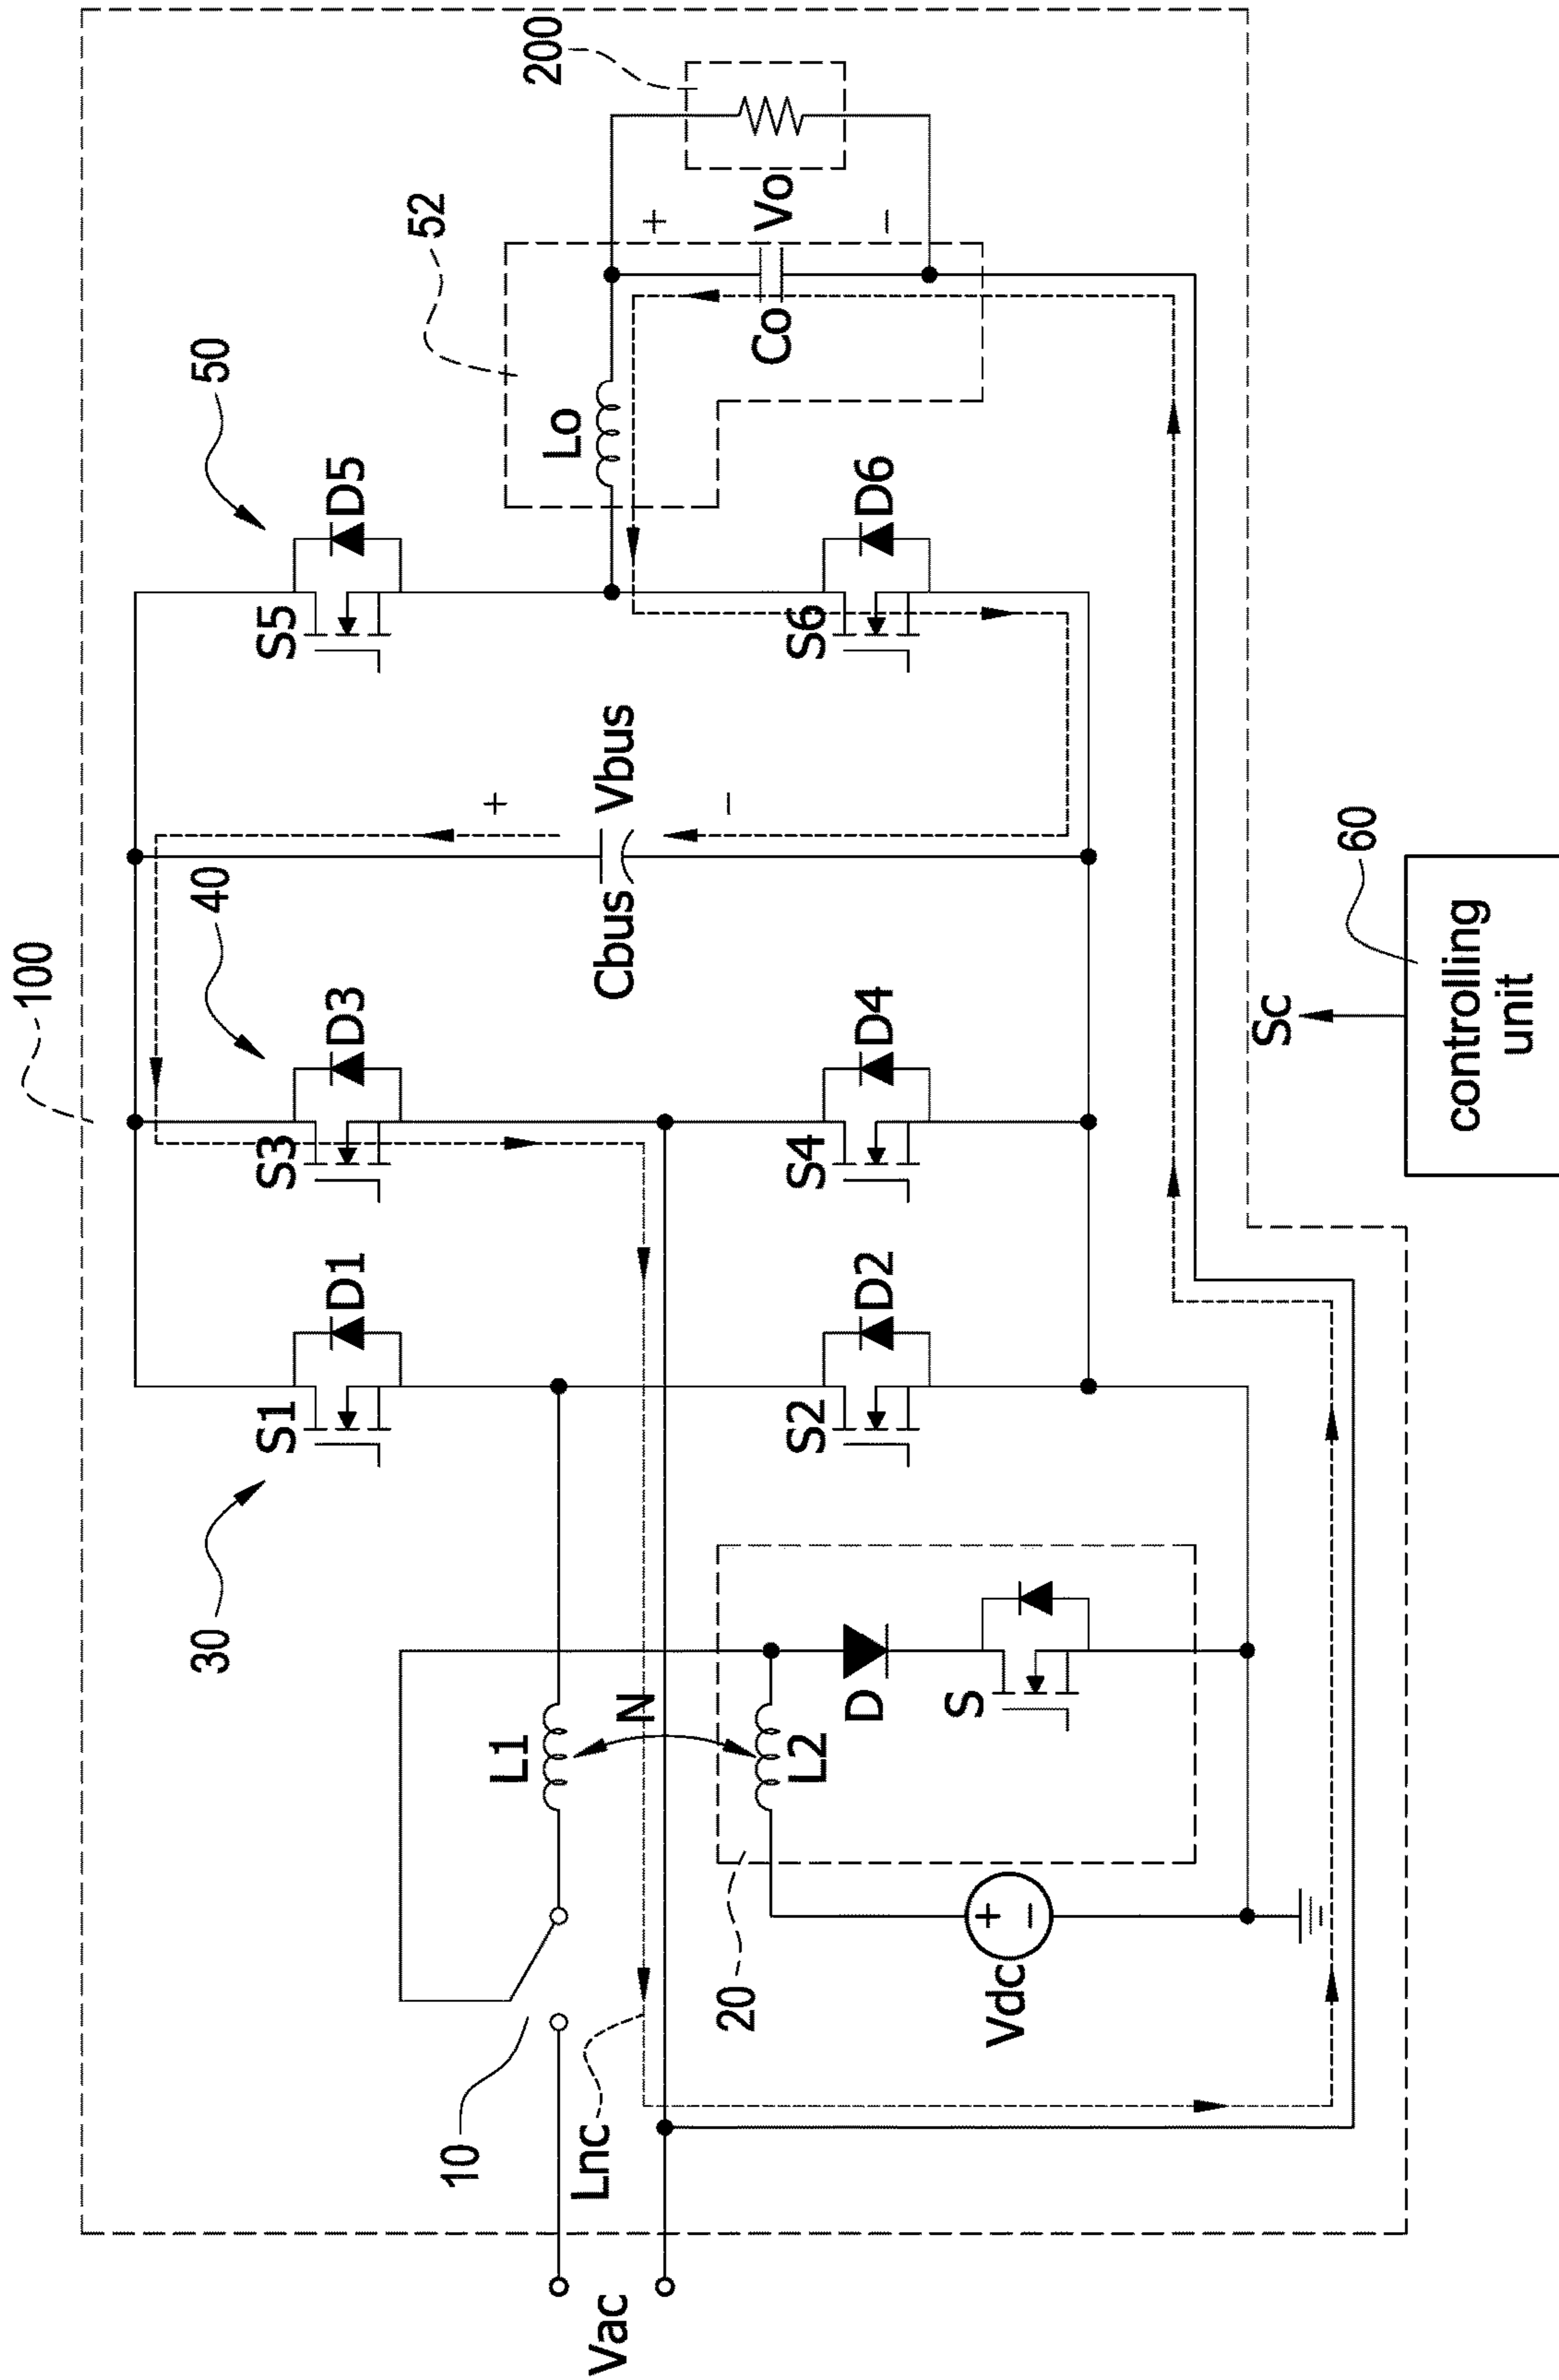 100
200
50
52
40
30
S5
D5
S3
D3
S1
D1
Lo
+
Vo
−
Co
+
Vbus
−
Cbus
S6
D6
S4
D4
S2
D2
L1
N
L2
D
S
10
Lnc
20
Vac
+
−
Vdc
Sc
60
controlling
unit